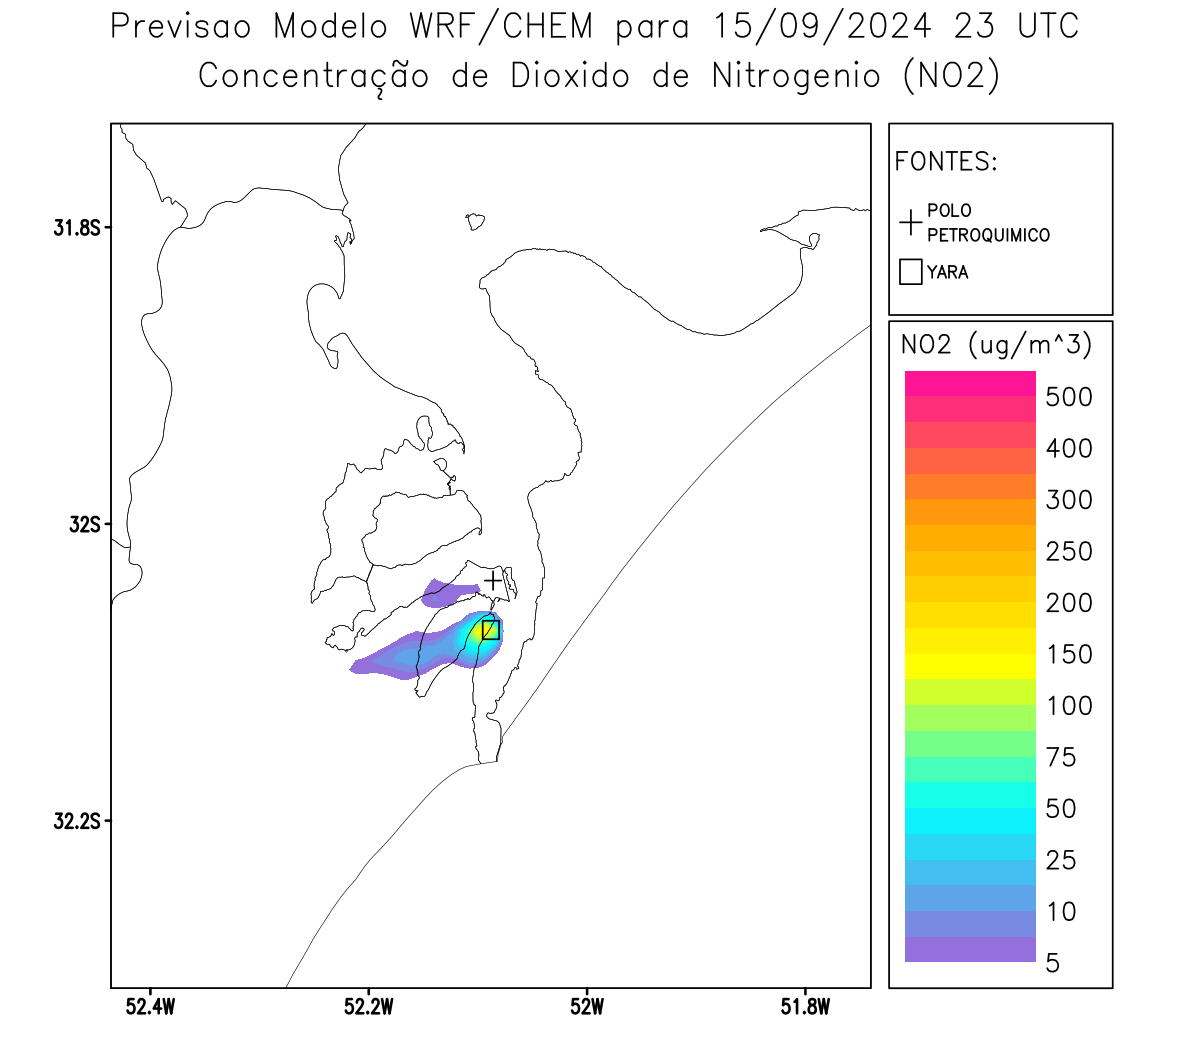 Previsao Modelo WRF/CHEM para 15/09/2024 23 UTC
Concentração de Dioxido de Nitrogenio (NO2)
FONTES:
POLO
PETROQUIMICO
YARA
NO2 (ug/m^3)
500
400
300
250
200
150
100
75
50
25
10
5
31.8S
32S
32.2S
52.4W
52.2W
52W
51.8W